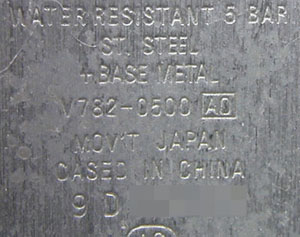 WATER RESISTANT 5 BAR
ST. STEEL
+ BASE METAL
V782-0500 A0
MOV'T JAPAN
CASED IN CHINA
9 D